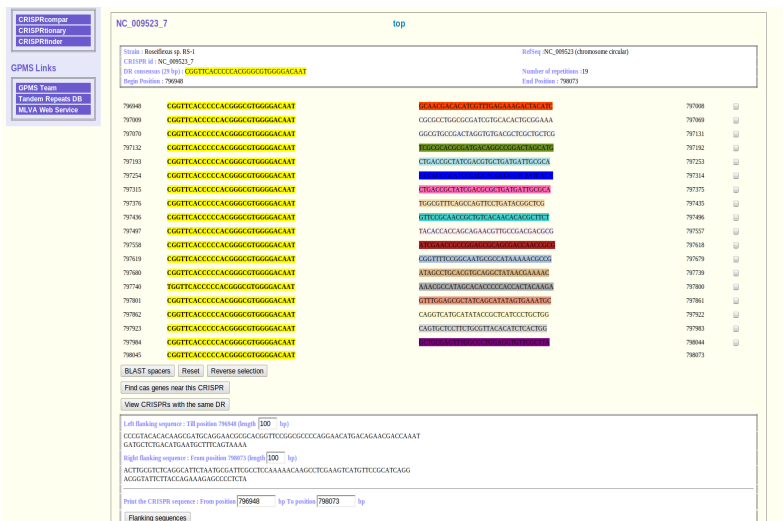 CRISPRcompar
CRISPRtionary
CRISPRfinder
GPMS Links
GPMS Team
Tandem Repeats DB
MLVA Web Service
NC_009523_7
top
Strain : Roseiflexus sp. RS-1 RefSeq :NC_009523 (chromosome circular)
CRISPR id : NC_009523_7
DR consensus (29 bp) : CGGTTCACCCCCACGGGCGTGGGGACAAT Number of repetitions :19
Begin Position : 796948 End Position : 798073
796948 CGGTTCACCCCCACGGGCGTGGGGACAAT GCAACGACACATCGTTTGAGAAAGACTACATC 797008
797009 CGGTTCACCCCCACGGGCGTGGGGACAAT CGCGCCTGGCGCGATCGTGCACACTGCGGAAA 797069
797070 CGGTTCACCCCCACGGGCGTGGGGACAAT GGCGTGCCGACTAGGTGTGACGCTCGCTGCTCG 797131
797132 CGGTTCACCCCCACGGGCGTGGGGACAAT TCGCGCACGCGATGACAGGCCGGACTAGCATG 797192
797193 CGGTTCACCCCCACGGGCGTGGGGACAAT CTGACCGCTATCGACGTGCTGATGATTGCGCA 797253
797254 CGGTTCACCCCCACGGGCGTGGGGACAAT 797314
797315 CGGTTCACCCCCACGGGCGTGGGGACAAT CTGACCGCTATCGACGCGCTGATGATTGCGCA 797375
797376 CGGTTCACCCCCACGGGCGTGGGGACAAT TGGCGTTTCAGCCAGTTCCTGATACGGCTCG 797435
797436 CGGTTCACCCCCACGGGCGTGGGGACAAT GTTCCGCAACCGCTGTCACAACACACGCTTCT 797496
797497 CGGTTCACCCCCACGGGCGTGGGGACAAT TACACCACCAGCAGAACGTTGCCGACGACGCG 797557
797558 CGGTTCACCCCCACGGGCGTGGGGACAAT 797618
797619 CGGTTCACCCCCACGGGCGTGGGGACAAT CGGTTTTCCGGCAATGCGCCATAAAAACGCCG 797679
797680 CGGTTCACCCCCACGGGCGTGGGGACAAT ATAGCCTGCACGTGCAGGCTATAACGAAAAC 797739
797740 TGGTTCACCCCCACGGGCGTGGGGACAAT AAACGCCATAGCACACCCCCACCACTACAAGA 797800
797801 CGGTTCACCCCCACGGGCGTGGGGACAAT GTTTGGAGCGCTATCAGCATATAGTGAAATGC 797861
797862 CGGTTCACCCCCACGGGCGTGGGGACAAT CAGGTCATGCATATACCGCTCATCCCTGCTGG 797922
797923 CGGTTCACCCCCACGGGCGTGGGGACAAT CAGTGCTCCTTCTGCGTTACACATCTCACTGG 797983
797984 CGGTTCACCCCCACGGGCGTGGGGACAAT 798044
798045 CGGTTCACCCCCACGGGCGTGGGGACAAT 798073
BLAST spacers Reset Reverse selection
Find cas genes near this CRISPR
View CRISPRs with the same DR
Left flanking sequence : Till position 796948 (length 100 bp)
CCCGTACACACAAGCGATGCAGGAACGCGCACGGTTCCGGCGCCCCAGGAACATGACAGAACGACCAAAT
GATGCTCTGACATGAATGCTTTCAGTAAAA
Right flanking sequence : From position 798073 (length 100 bp)
ACTTGCGTCTCAGGCATTCTAATGCGATTCGCCTCCAAAAACAAGCCTCGAAGTCATGTTCCGCATCAGG
ACGGTATTCTTACCAGAAAGAGCCCCTCTA
Print the CRISPR sequence : From position 796948 bp To position 798073 bp
Flanking sequences